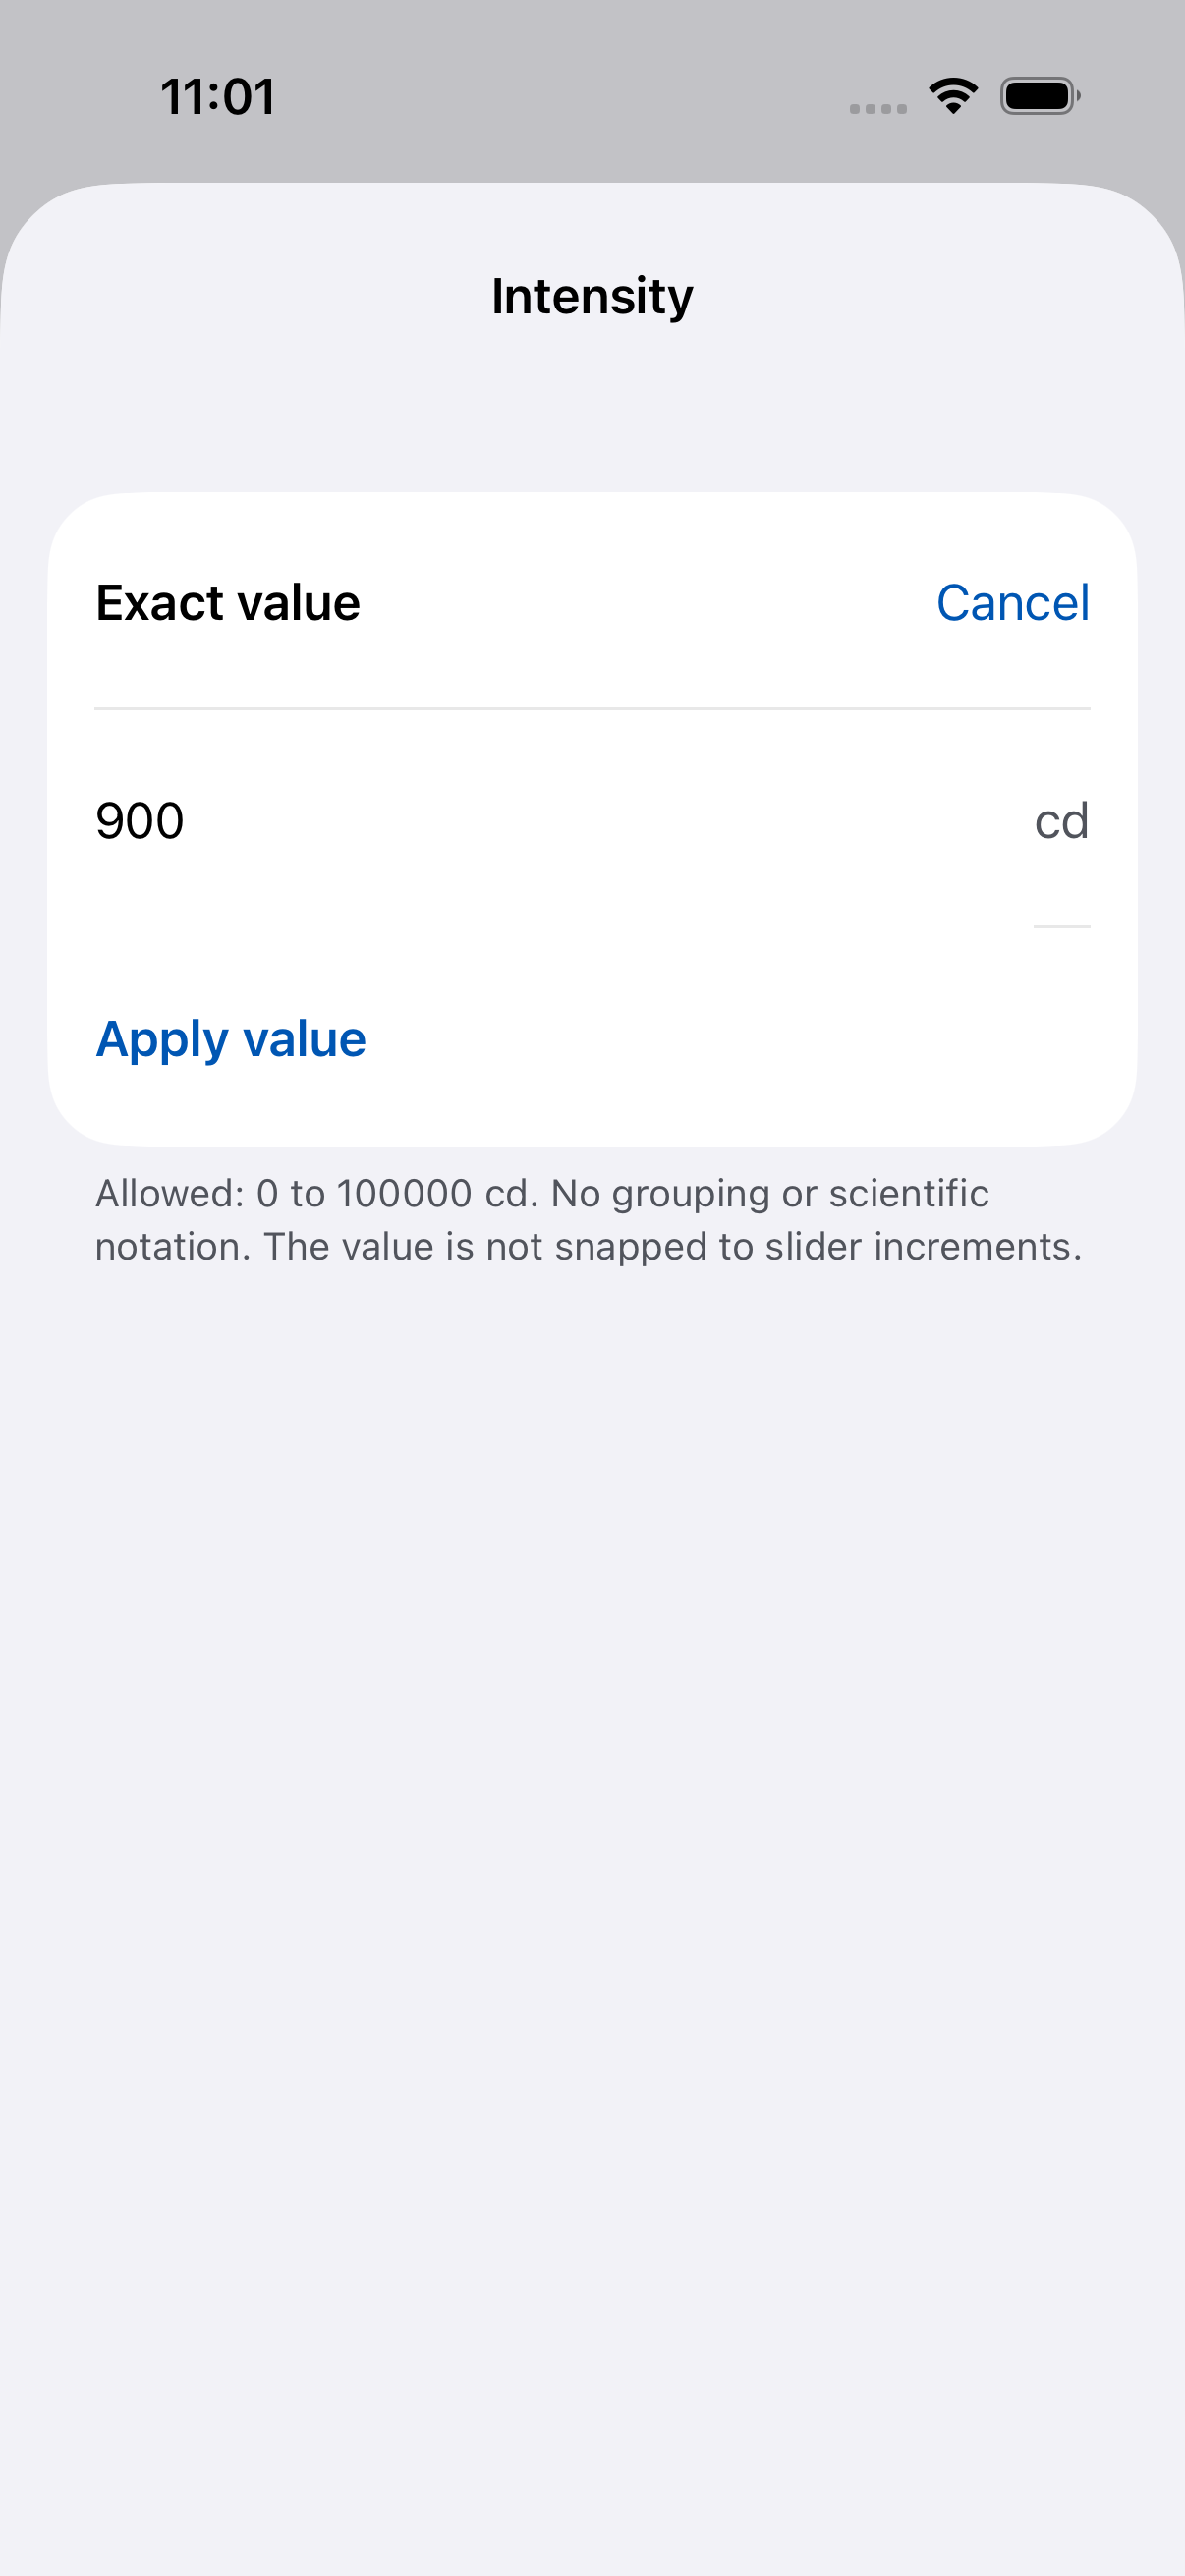 11:01
Intensity
Exact value Cancel
900 cd
Apply value
Allowed: 0 to 100000 cd. No grouping or scientific
notation. The value is not snapped to slider increments.